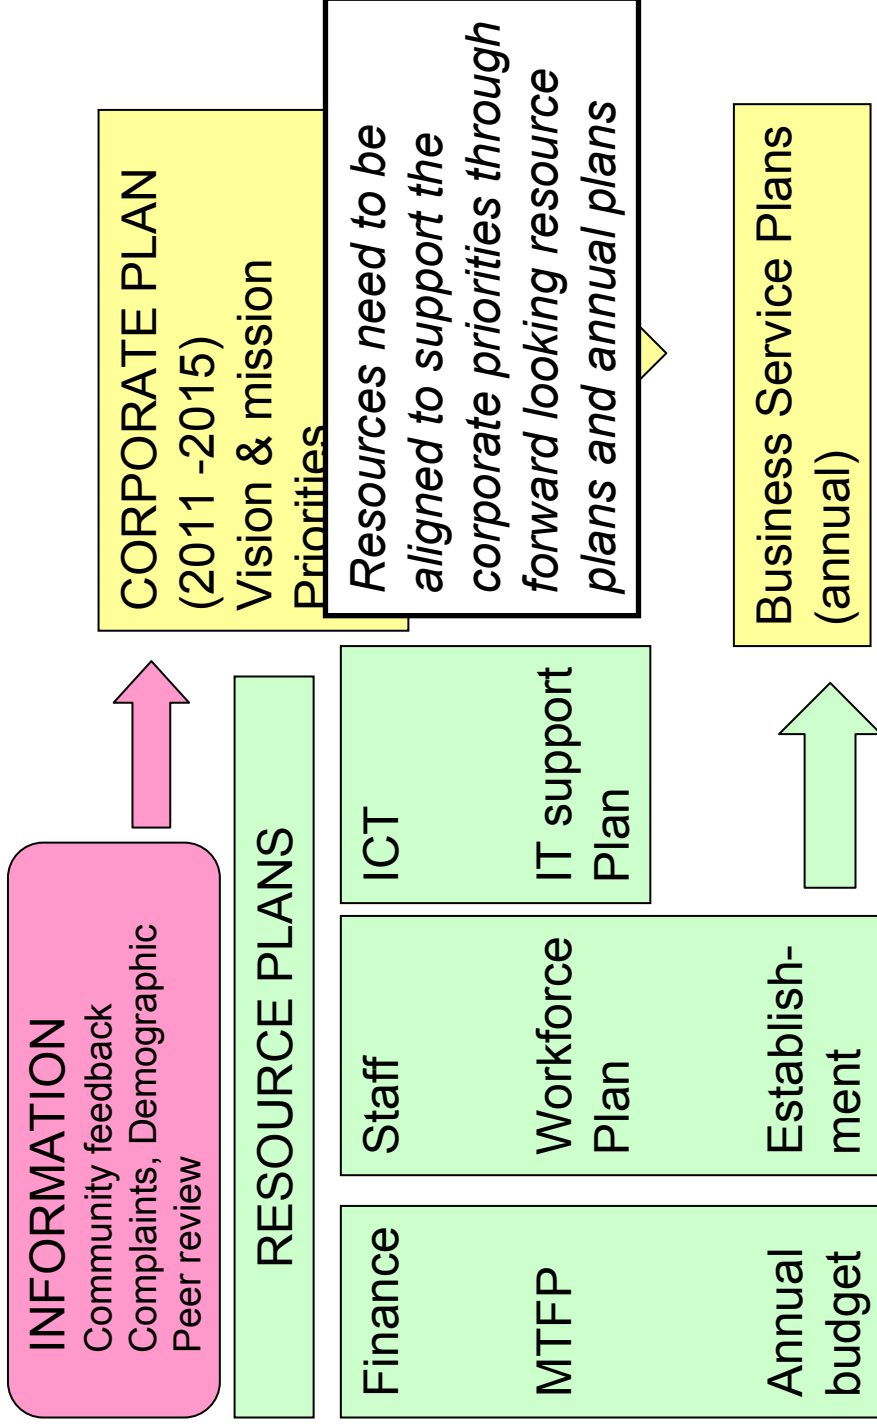 INFORMATION
Community feedback
Complaints, Demographic
Peer review
CORPORATE PLAN
(2011 -2015)
Vision & mission
Priorities
Resources need to be
aligned to support the
corporate priorities through
forward looking resource
plans and annual plans
RESOURCE PLANS
Finance
MTFP
Annual
budget
Staff
Workforce
Plan
Establish-
ment
ICT
IT support
Plan
Business Service Plans
(annual)